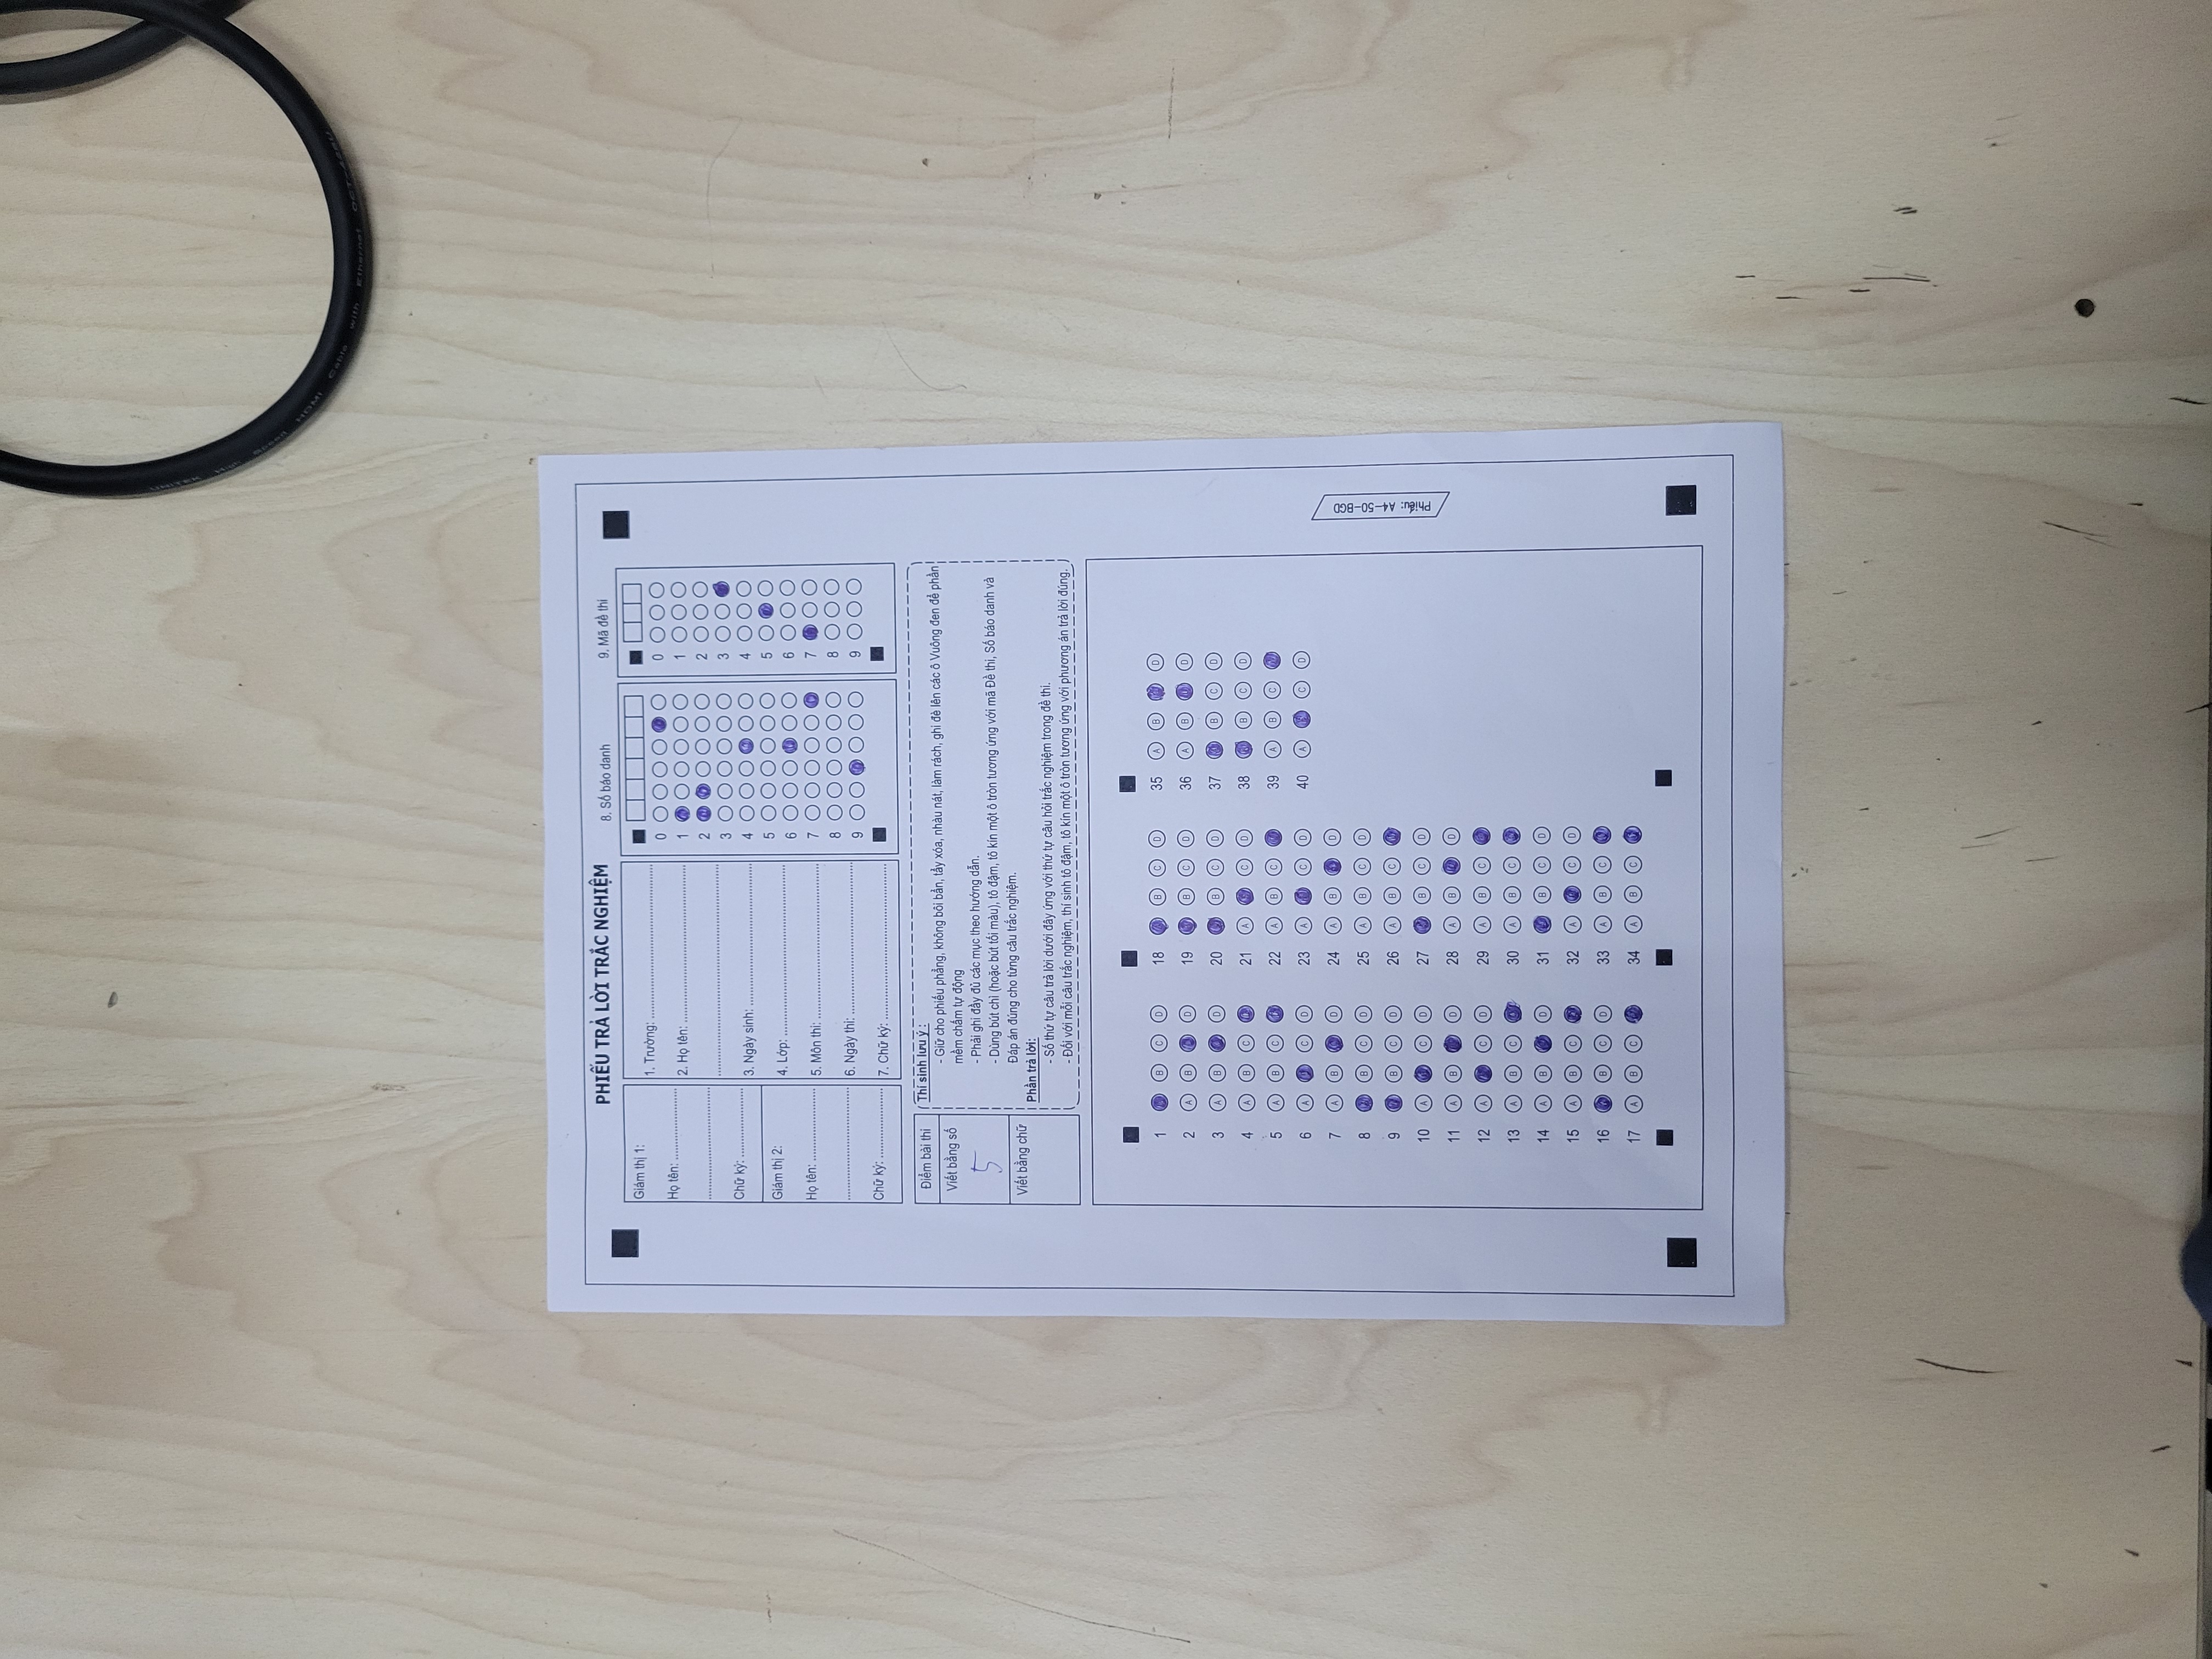 PHIẾU TRẢ LỜI TRẮC NGHIỆM
8. Số báo danh
9. Mã đề thi
Giám thị 1:
Họ tên: ........................
........................
Chữ ký: ........................
Giám thị 2:
Họ tên: ........................
........................
Chữ ký: ........................
1. Trường: ........................
2. Họ tên: ........................
........................
3. Ngày sinh: ........................
4. Lớp: ........................
5. Môn thi: ........................
6. Ngày thi: ........................
7. Chữ ký: ........................
0 0
1 1
2 2
3 3
4 4
5 5
6 6
7 7
8 8
9 9
Điểm bài thi
Viết bằng số
5
Viết bằng chữ
Thí sinh lưu ý :
- Giữ cho phiếu phẳng, không bôi bẩn, tẩy xóa, nhàu nát, làm rách, ghi đè lên các ô Vuông đen để phần
mềm chấm tự động
- Phải ghi đầy đủ các mục theo hướng dẫn.
- Dùng bút chì (hoặc bút tối màu), tô đậm, tô kín một ô tròn tương ứng với mã Đề thi, Số báo danh và
Đáp án đúng cho từng câu trắc nghiệm.
Phần trả lời:
- Số thứ tự câu trả lời dưới đây ứng với thứ tự câu hỏi trắc nghiệm trong đề thi.
- Đối với mỗi câu trắc nghiệm, thí sinh tô đậm, tô kín một ô tròn tương ứng với phương án trả lời đúng.
1 B C D
2 A B D
3 A B D
4 A B C
5 A B C
6 A C D
7 A B D
8 B C D
9 B C D
10 A C D
11 A B D
12 A C D
13 A B C
14 A B D
15 A B C
16 B C D
17 A B C
18 B C D
19 B C D
20 B C D
21 A C D
22 A B C
23 A C D
24 A B D
25 A B C D
26 A B C
27 B C D
28 A B D
29 A B C
30 A B C
31 B C D
32 A C D
33 A B C
34 A B C
35 A B D
36 A B D
37 B C D
38 B C D
39 A B C
40 A C D
Phiếu: A4-50-BGD
HDMI Cable with Ethernet